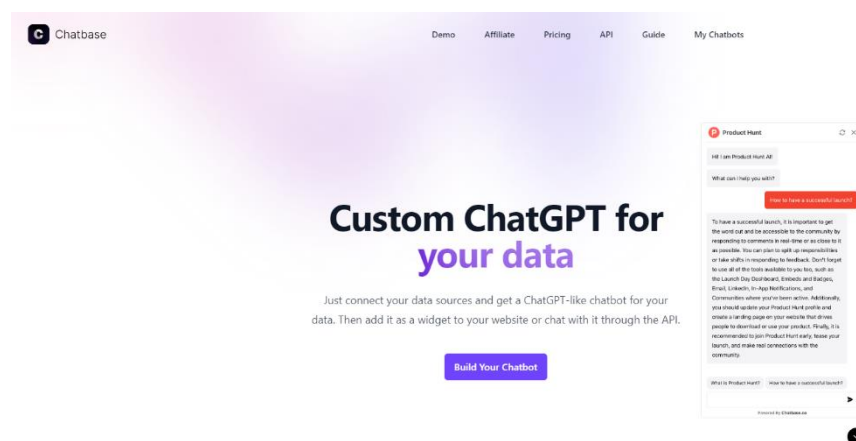 Chatbase
Demo Affiliate Pricing API Guide My Chatbots
Custom ChatGPT for
your data
Just connect your data sources and get a ChatGPT-like chatbot for your
data. Then add it as a widget to your website or chat with it through the API.
Build Your Chatbot
Product Hunt
Hi! I am Product Hunt AI!
What can I help you with?
How to have a successful launch?
To have a successful launch, it is important to get
the word out and be accessible to the community by
responding to comments in real-time or as close to it
as possible. You can plan to split up responsibilities
or take shifts in responding to feedback. Don't forget
to use all of the tools available to you too, such as
the Launch Day Dashboard, Embeds and Badges,
Email, LinkedIn, In-App Notifications, and
Communities where you've been active. Additionally,
you should update your Product Hunt profile and
create a landing page on your website that drives
people to download or use your product. Finally, it is
recommended to join Product Hunt early, tease your
launch, and make real connections with the
community.
What is Product Hunt? How to have a successful launch?
Powered By Chatbase.co